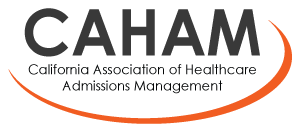 CAHAM
California Association of Healthcare
Admissions Management